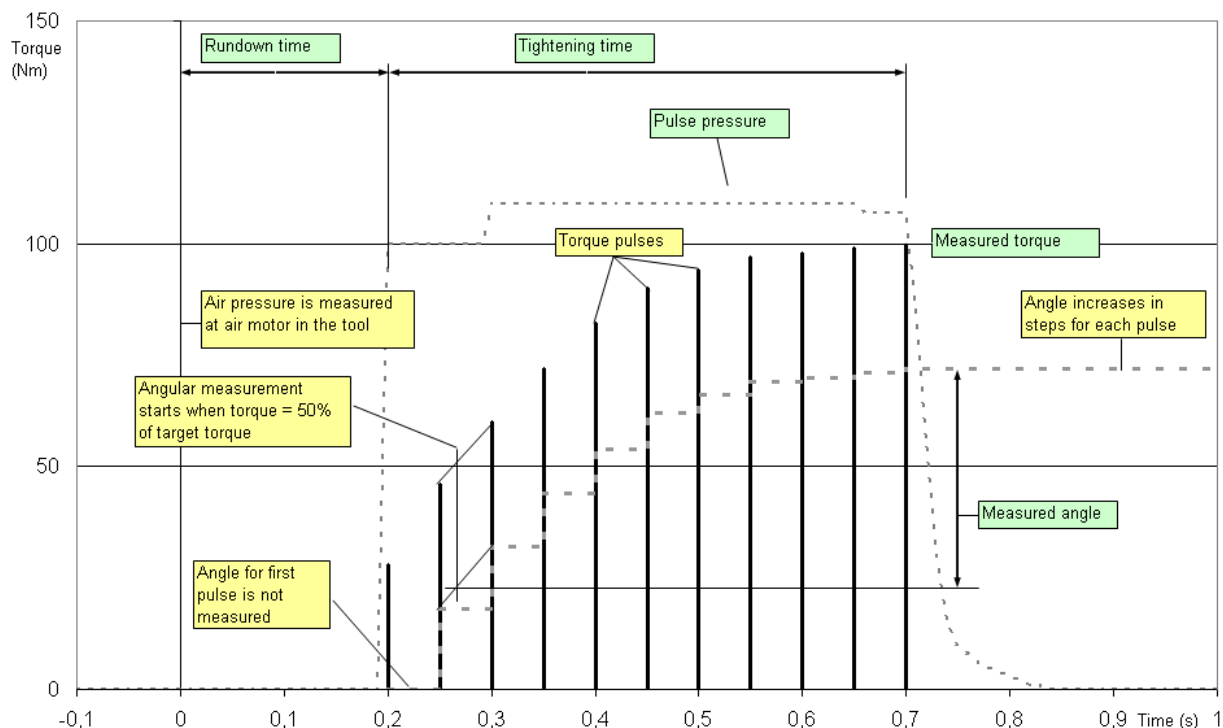 150
Torque
(Nm)
Rundown time
Tightening time
Pulse pressure
Torque pulses
Measured torque
100
Air pressure is measured
at air motor in the tool
Angle increases in
steps for each pulse
Angular measurement
starts when torque = 50%
of target torque
50
Measured angle
Angle for first
pulse is not
measured
0
-0,1
0
0,1
0,2
0,3
0,4
0,5
0,6
0,7
0,8
0,9
Time (s)
1